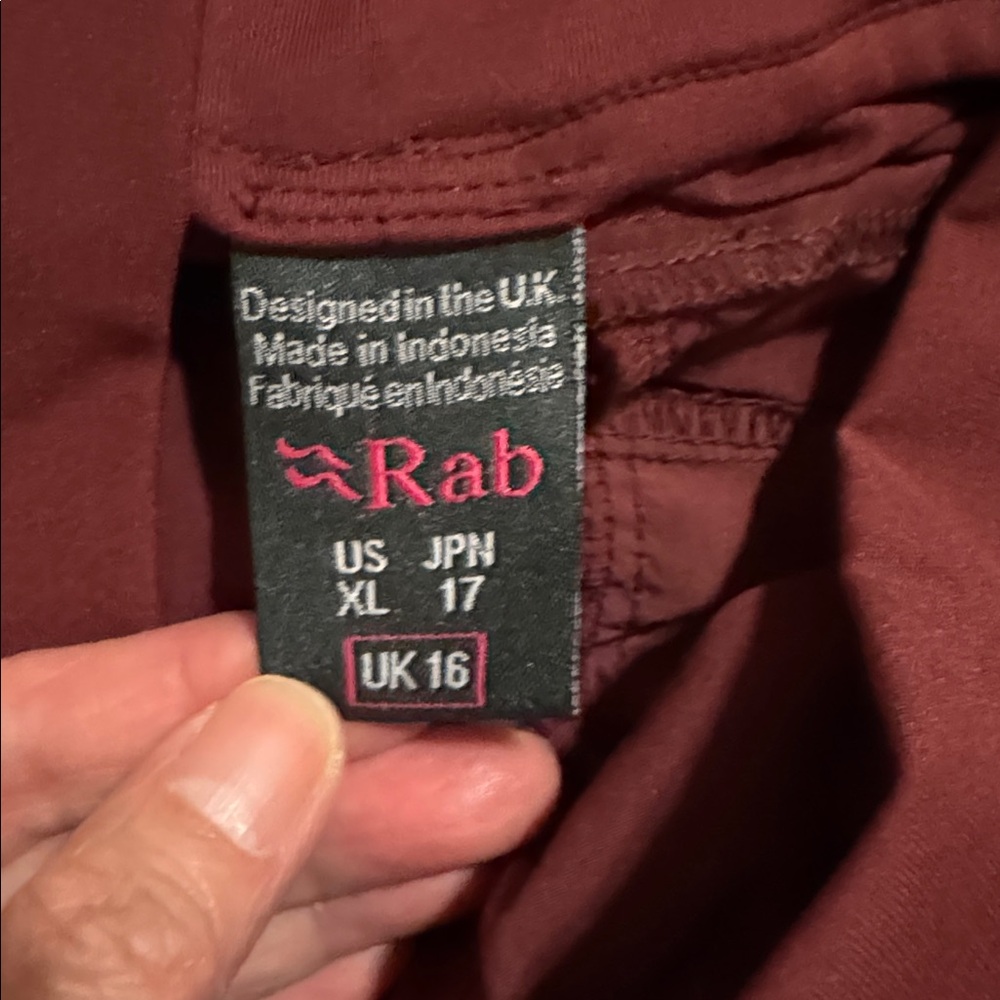 Designed in the U.K.
Made in Indonesia
Fabriqué en Indonésie
Rab
US JPN
XL 17
UK 16